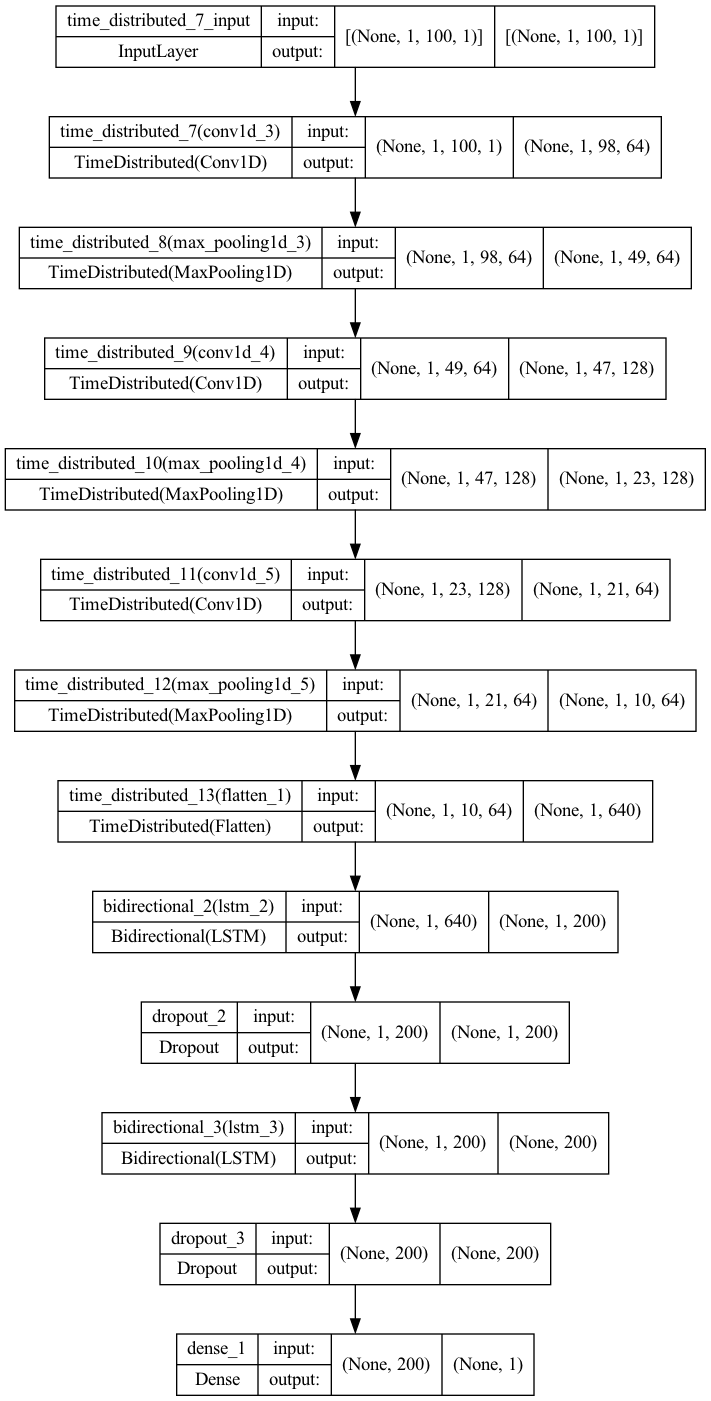 time_distributed_7_input input: [(None, 1, 100, 1)] [(None, 1, 100, 1)]
InputLayer output:
time_distributed_7(conv1d_3) input: (None, 1, 100, 1) (None, 1, 98, 64)
TimeDistributed(Conv1D) output:
time_distributed_8(max_pooling1d_3) input: (None, 1, 98, 64) (None, 1, 49, 64)
TimeDistributed(MaxPooling1D) output:
time_distributed_9(conv1d_4) input: (None, 1, 49, 64) (None, 1, 47, 128)
TimeDistributed(Conv1D) output:
time_distributed_10(max_pooling1d_4) input: (None, 1, 47, 128) (None, 1, 23, 128)
TimeDistributed(MaxPooling1D) output:
time_distributed_11(conv1d_5) input: (None, 1, 23, 128) (None, 1, 21, 64)
TimeDistributed(Conv1D) output:
time_distributed_12(max_pooling1d_5) input: (None, 1, 21, 64) (None, 1, 10, 64)
TimeDistributed(MaxPooling1D) output:
time_distributed_13(flatten_1) input: (None, 1, 10, 64) (None, 1, 640)
TimeDistributed(Flatten) output:
bidirectional_2(lstm_2) input: (None, 1, 640) (None, 1, 200)
Bidirectional(LSTM) output:
dropout_2 input: (None, 1, 200) (None, 1, 200)
Dropout output:
bidirectional_3(lstm_3) input: (None, 1, 200) (None, 200)
Bidirectional(LSTM) output:
dropout_3 input: (None, 200) (None, 200)
Dropout output:
dense_1 input: (None, 200) (None, 1)
Dense output: